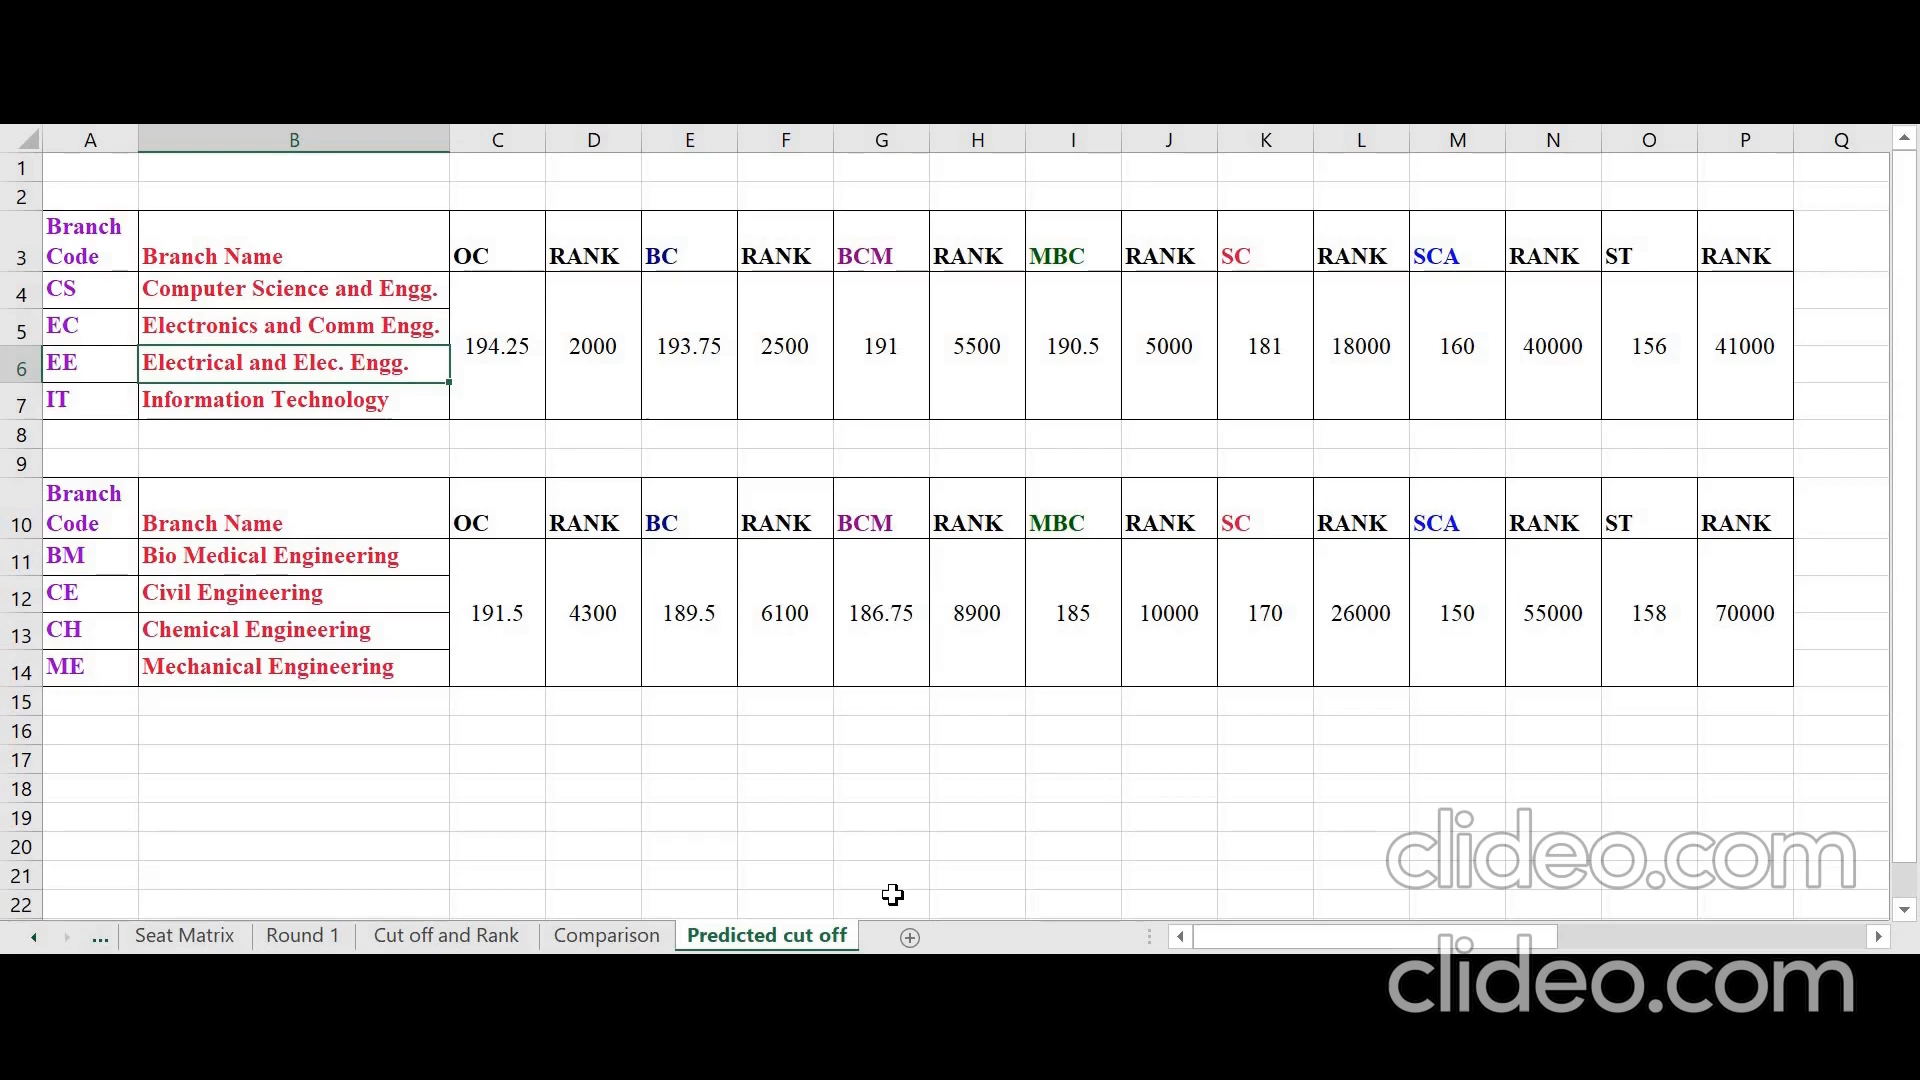 A B C D E F G H I J K L M N O P Q
1
2
Branch
3 Code Branch Name OC RANK BC RANK BCM RANK MBC RANK SC RANK SCA RANK ST RANK
4 CS Computer Science and Engg.
5 EC Electronics and Comm Engg.
194.25 2000 193.75 2500 191 5500 190.5 5000 181 18000 160 40000 156 41000
6 EE Electrical and Elec. Engg.
7 IT Information Technology
8
9
Branch
10 Code Branch Name OC RANK BC RANK BCM RANK MBC RANK SC RANK SCA RANK ST RANK
11 BM Bio Medical Engineering
12 CE Civil Engineering
191.5 4300 189.5 6100 186.75 8900 185 10000 170 26000 150 55000 158 70000
13 CH Chemical Engineering
14 ME Mechanical Engineering
15
16
17
18
19
20
21
22
clideo.com
... Seat Matrix Round 1 Cut off and Rank Comparison Predicted cut off
clideo.com